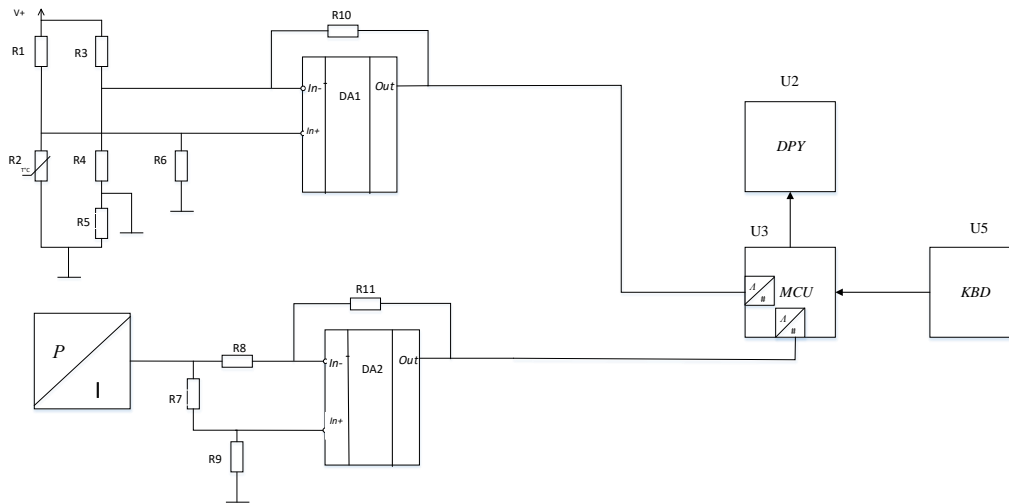 V+
R10
R1
R3
In-
DA1
Out
In+
R2
T°C
R4
R6
R5
U2
DPY
U3
U5
Λ
#
MCU
KBD
Λ
#
R11
P
I
R8
In-
DA2
Out
R7
In+
R9